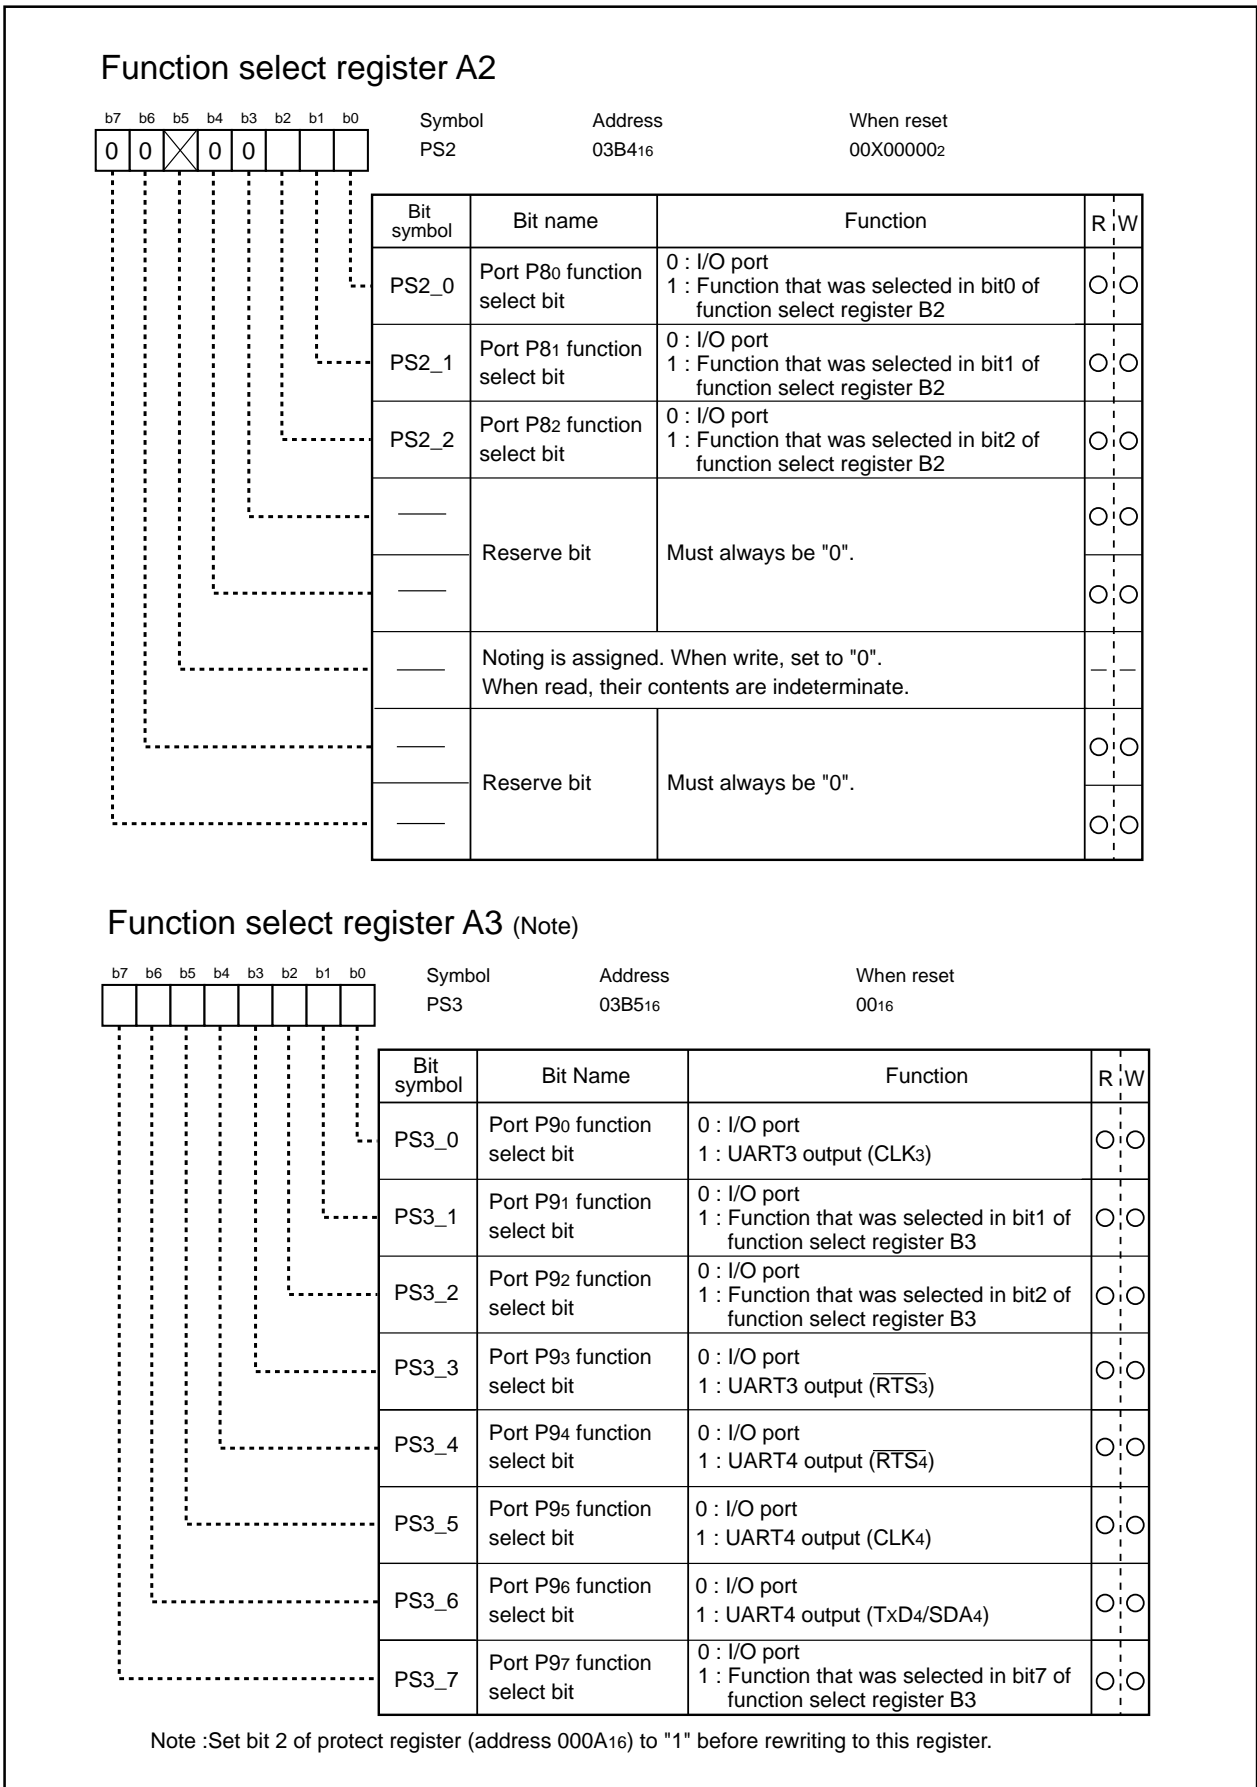 Function select register A2
b7 b6 b5 b4 b3 b2 b1 b0
Symbol Address When reset
0 0 0 0 PS2 03B416 00X000002
Bit symbol Bit name Function R W
PS2_0 Port P80 function select bit
0 : I/O port
1 : Function that was selected in bit0 of
function select register B2
PS2_1 Port P81 function select bit
0 : I/O port
1 : Function that was selected in bit1 of
function select register B2
PS2_2 Port P82 function select bit
0 : I/O port
1 : Function that was selected in bit2 of
function select register B2
Reserve bit Must always be "0".
Noting is assigned. When write, set to "0".
When read, their contents are indeterminate.
Reserve bit Must always be "0".
Function select register A3 (Note)
b7 b6 b5 b4 b3 b2 b1 b0
Symbol Address When reset
PS3 03B516 0016
Bit symbol Bit Name Function R W
PS3_0 Port P90 function select bit
0 : I/O port
1 : UART3 output (CLK3)
PS3_1 Port P91 function select bit
0 : I/O port
1 : Function that was selected in bit1 of
function select register B3
PS3_2 Port P92 function select bit
0 : I/O port
1 : Function that was selected in bit2 of
function select register B3
PS3_3 Port P93 function select bit
0 : I/O port
1 : UART3 output (RTS3)
PS3_4 Port P94 function select bit
0 : I/O port
1 : UART4 output (RTS4)
PS3_5 Port P95 function select bit
0 : I/O port
1 : UART4 output (CLK4)
PS3_6 Port P96 function select bit
0 : I/O port
1 : UART4 output (TXD4/SDA4)
PS3_7 Port P97 function select bit
0 : I/O port
1 : Function that was selected in bit7 of
function select register B3
Note :Set bit 2 of protect register (address 000A16) to "1" before rewriting to this register.